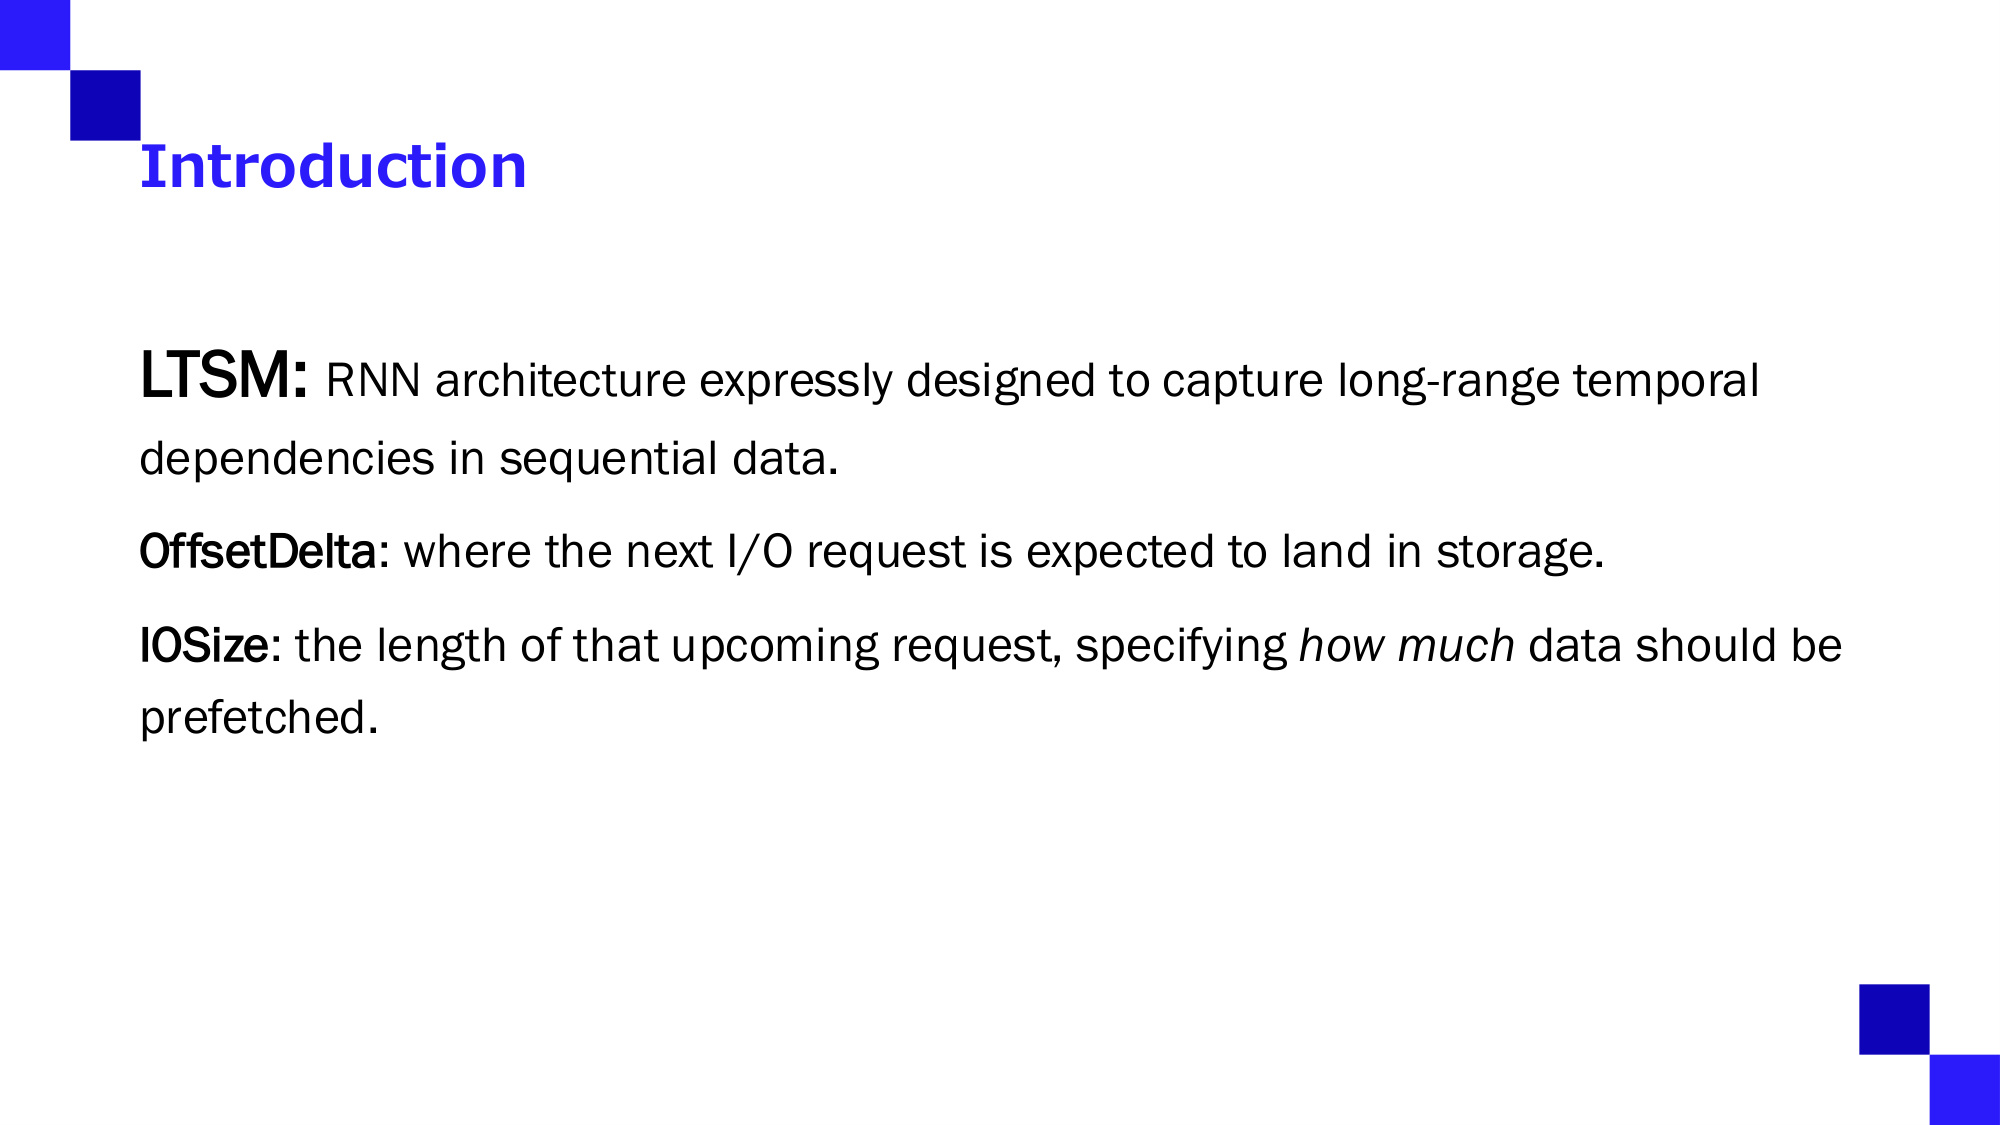 Introduction
LTSM: RNN architecture expressly designed to capture long-range temporal
dependencies in sequential data.
OffsetDelta: where the next I/O request is expected to land in storage.
IOSize: the length of that upcoming request, specifying how much data should be
prefetched.